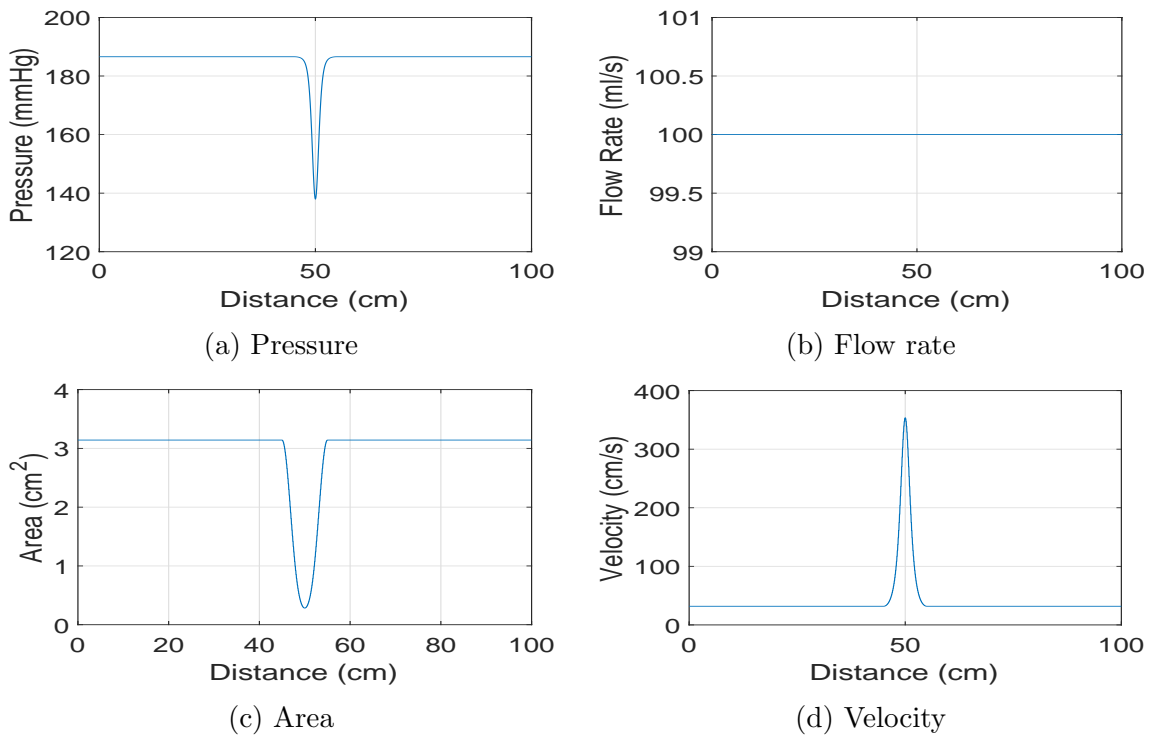 200
180
160
140
120
Pressure (mmHg)
0
50
100
Distance (cm)
(a) Pressure
101
100.5
100
99.5
99
Flow Rate (ml/s)
0
50
100
Distance (cm)
(b) Flow rate
4
3
2
1
0
Area (cm²)
0
20
40
60
80
100
Distance (cm)
(c) Area
400
300
200
100
0
Velocity (cm/s)
0
50
100
Distance (cm)
(d) Velocity